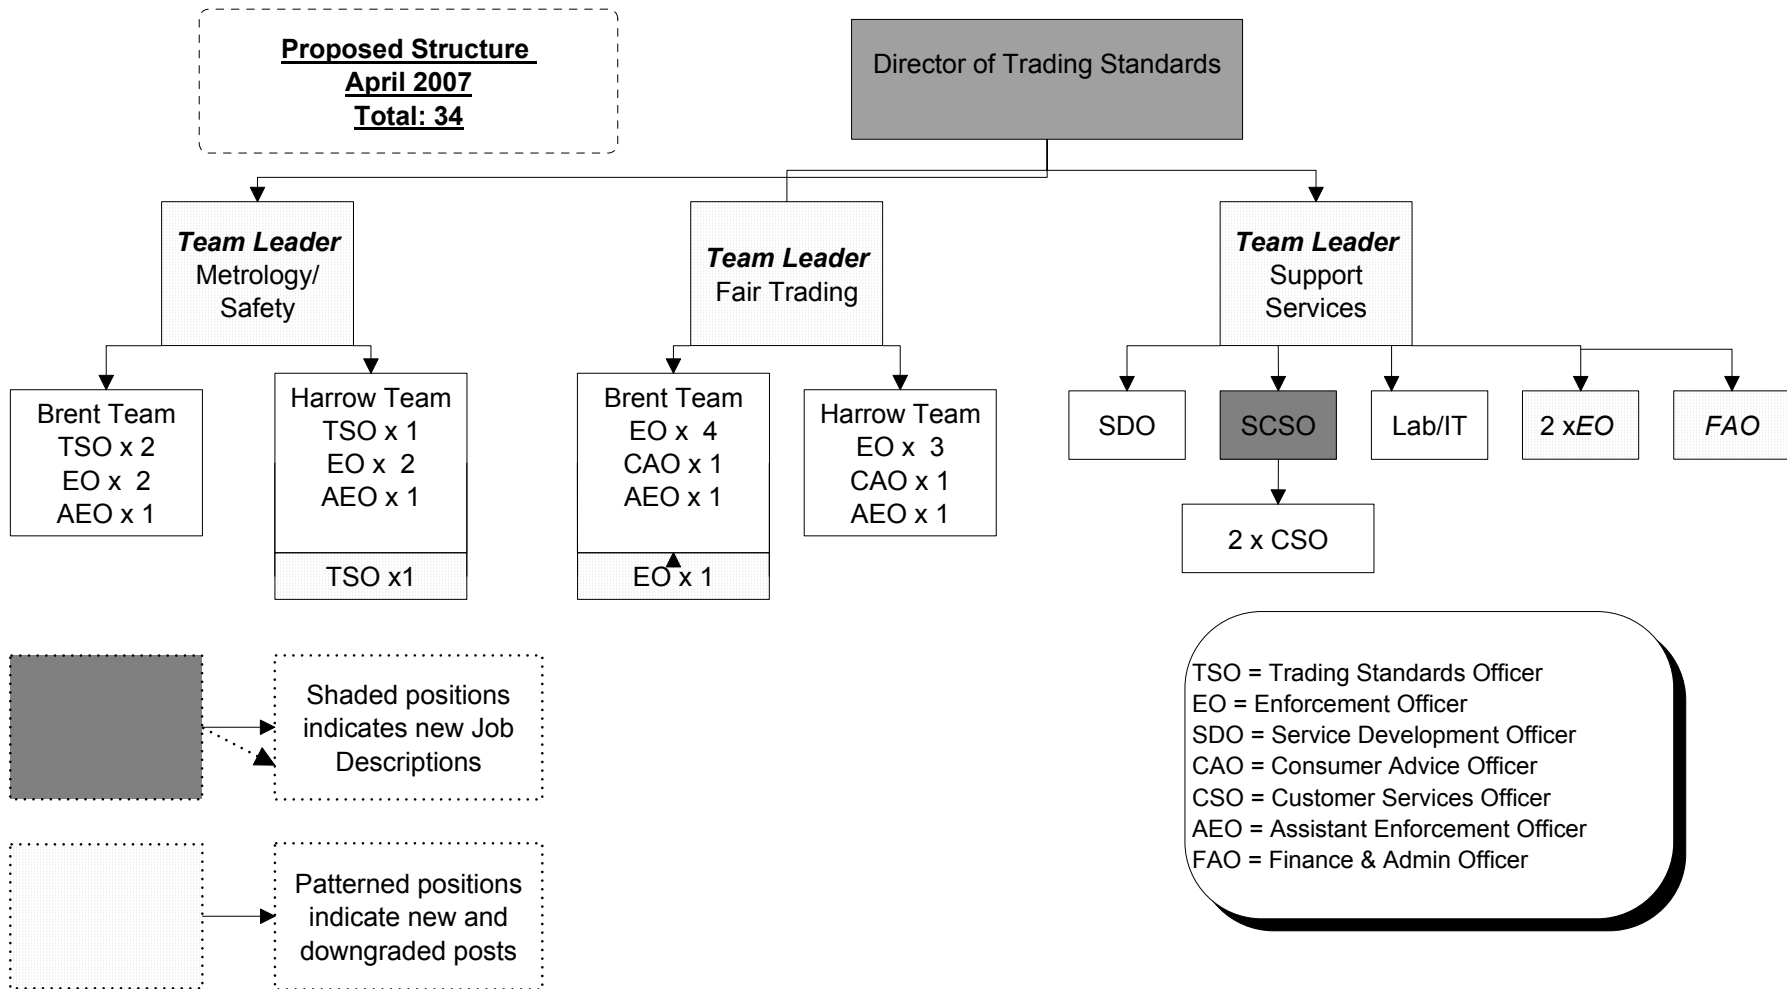 Proposed Structure
April 2007
Total: 34
Director of Trading Standards
Team Leader
Metrology/
Safety
Team Leader
Fair Trading
Team Leader
Support
Services
Brent Team
TSO x 2
EO x 2
AEO x 1
Harrow Team
TSO x 1
EO x 2
AEO x 1
TSO x1
Brent Team
EO x 4
CAO x 1
AEO x 1
EO x 1
Harrow Team
EO x 3
CAO x 1
AEO x 1
SDO
SCSO
Lab/IT
2 xEO
FAO
2 x CSO
Shaded positions
indicates new Job
Descriptions
Patterned positions
indicate new and
downgraded posts
TSO = Trading Standards Officer
EO = Enforcement Officer
SDO = Service Development Officer
CAO = Consumer Advice Officer
CSO = Customer Services Officer
AEO = Assistant Enforcement Officer
FAO = Finance & Admin Officer